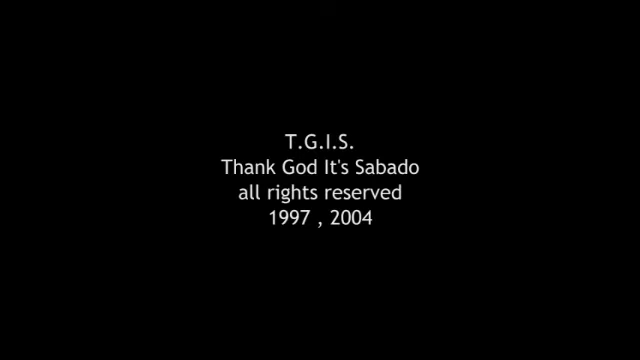 T.G.I.S.
Thank God It's Sabado
all rights reserved
1997 , 2004